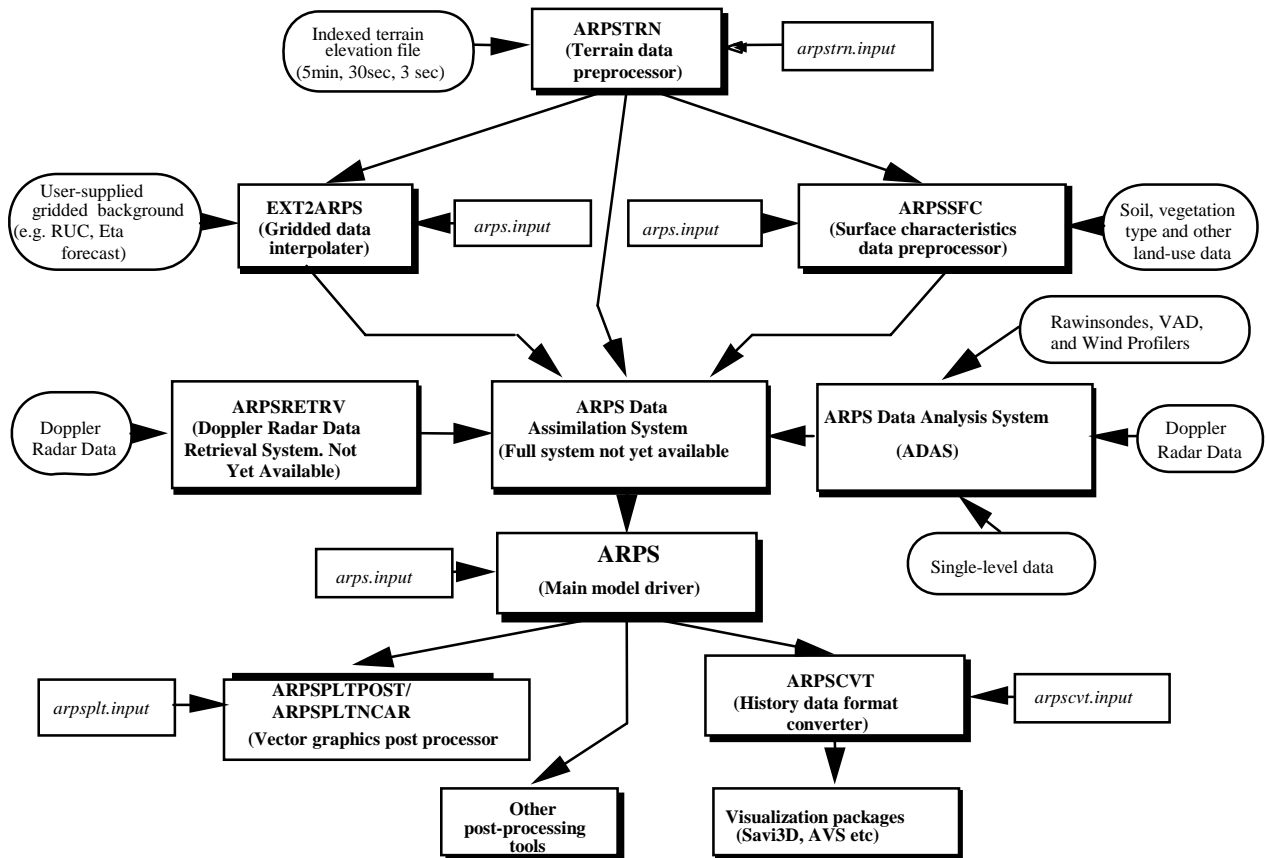 Indexed terrain
elevation file
(5min, 30sec, 3 sec)
ARPSTRN
(Terrain data
preprocessor)
arpstrn.input
User-supplied
gridded background
(e.g. RUC, Eta
forecast)
EXT2ARPS
(Gridded data
interpolater)
arps.input
arps.input
ARPSSFC
(Surface characteristics
data preprocessor)
Soil, vegetation
type and other
land-use data
Rawinsondes, VAD,
and Wind Profilers
Doppler
Radar Data
ARPSRETRV
(Doppler Radar Data
Retrieval System. Not
Yet Available)
ARPS Data
Assimilation System
(Full system not yet available
ARPS Data Analysis System
(ADAS)
Doppler
Radar Data
Single-level data
arps.input
ARPS
(Main model driver)
arpsplt.input
ARPSPLTPOST/
ARPSPLTNCAR
(Vector graphics post processor
ARPSCVT
(History data format
converter)
arpscvt.input
Other
post-processing
tools
Visualization packages
(Savi3D, AVS etc)